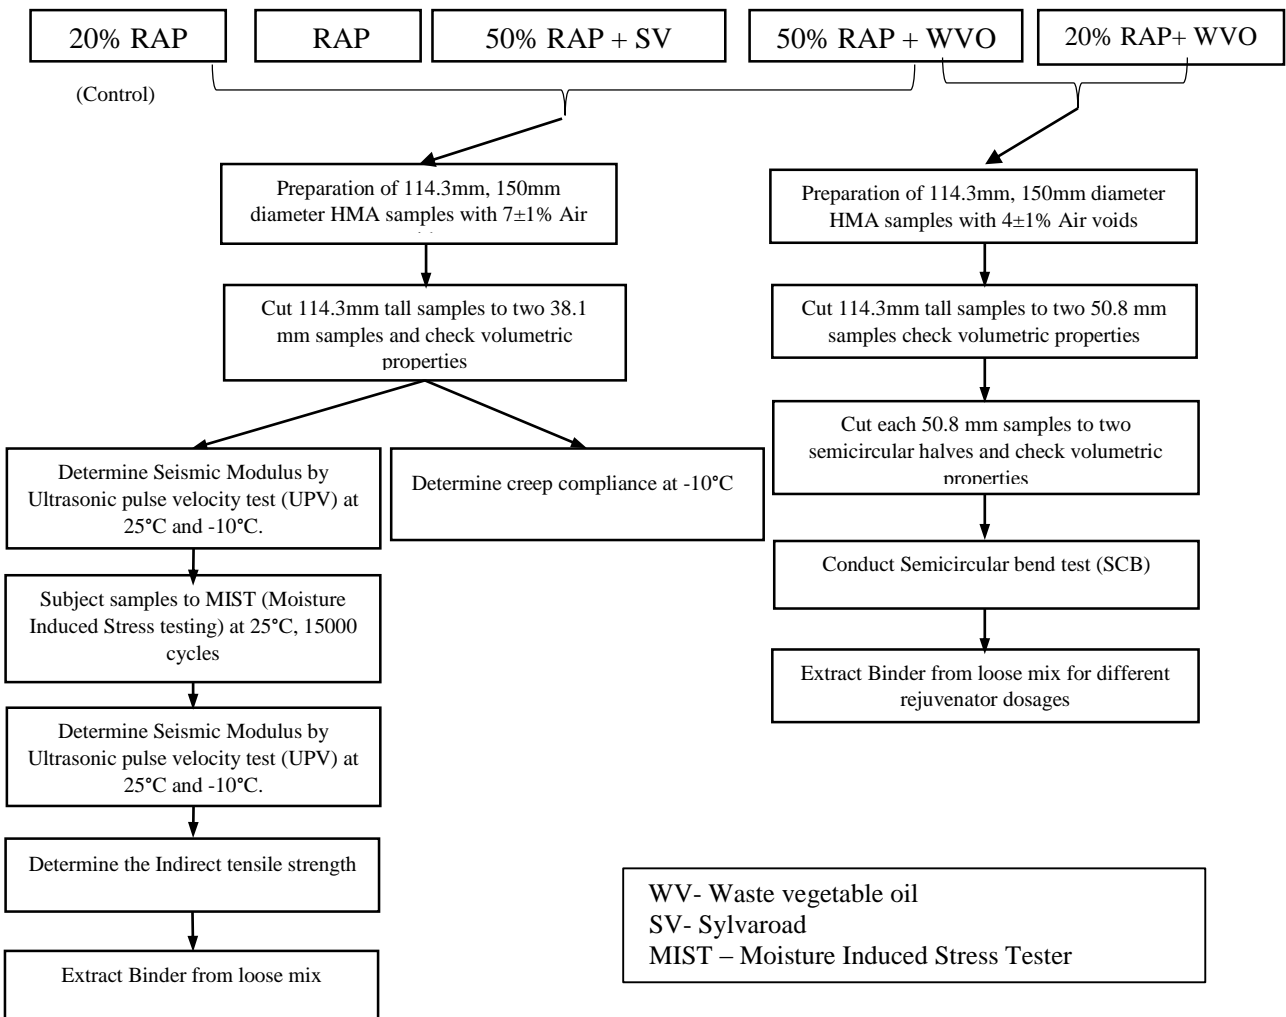 20% RAP
RAP
50% RAP + SV
50% RAP + WVO
20% RAP+ WVO
(Control)
Preparation of 114.3mm, 150mm
diameter HMA samples with 7±1% Air
Cut 114.3mm tall samples to two 38.1
mm samples and check volumetric
properties
Determine Seismic Modulus by
Ultrasonic pulse velocity test (UPV) at
25°C and -10°C.
Determine creep compliance at -10°C
Subject samples to MIST (Moisture
Induced Stress testing) at 25°C, 15000
cycles
Determine Seismic Modulus by
Ultrasonic pulse velocity test (UPV) at
25°C and -10°C.
Determine the Indirect tensile strength
Extract Binder from loose mix
Preparation of 114.3mm, 150mm diameter
HMA samples with 4±1% Air voids
Cut 114.3mm tall samples to two 50.8 mm
samples check volumetric properties
Cut each 50.8 mm samples to two
semicircular halves and check volumetric
properties
Conduct Semicircular bend test (SCB)
Extract Binder from loose mix for different
rejuvenator dosages
WV- Waste vegetable oil
SV- Sylvaroad
MIST – Moisture Induced Stress Tester